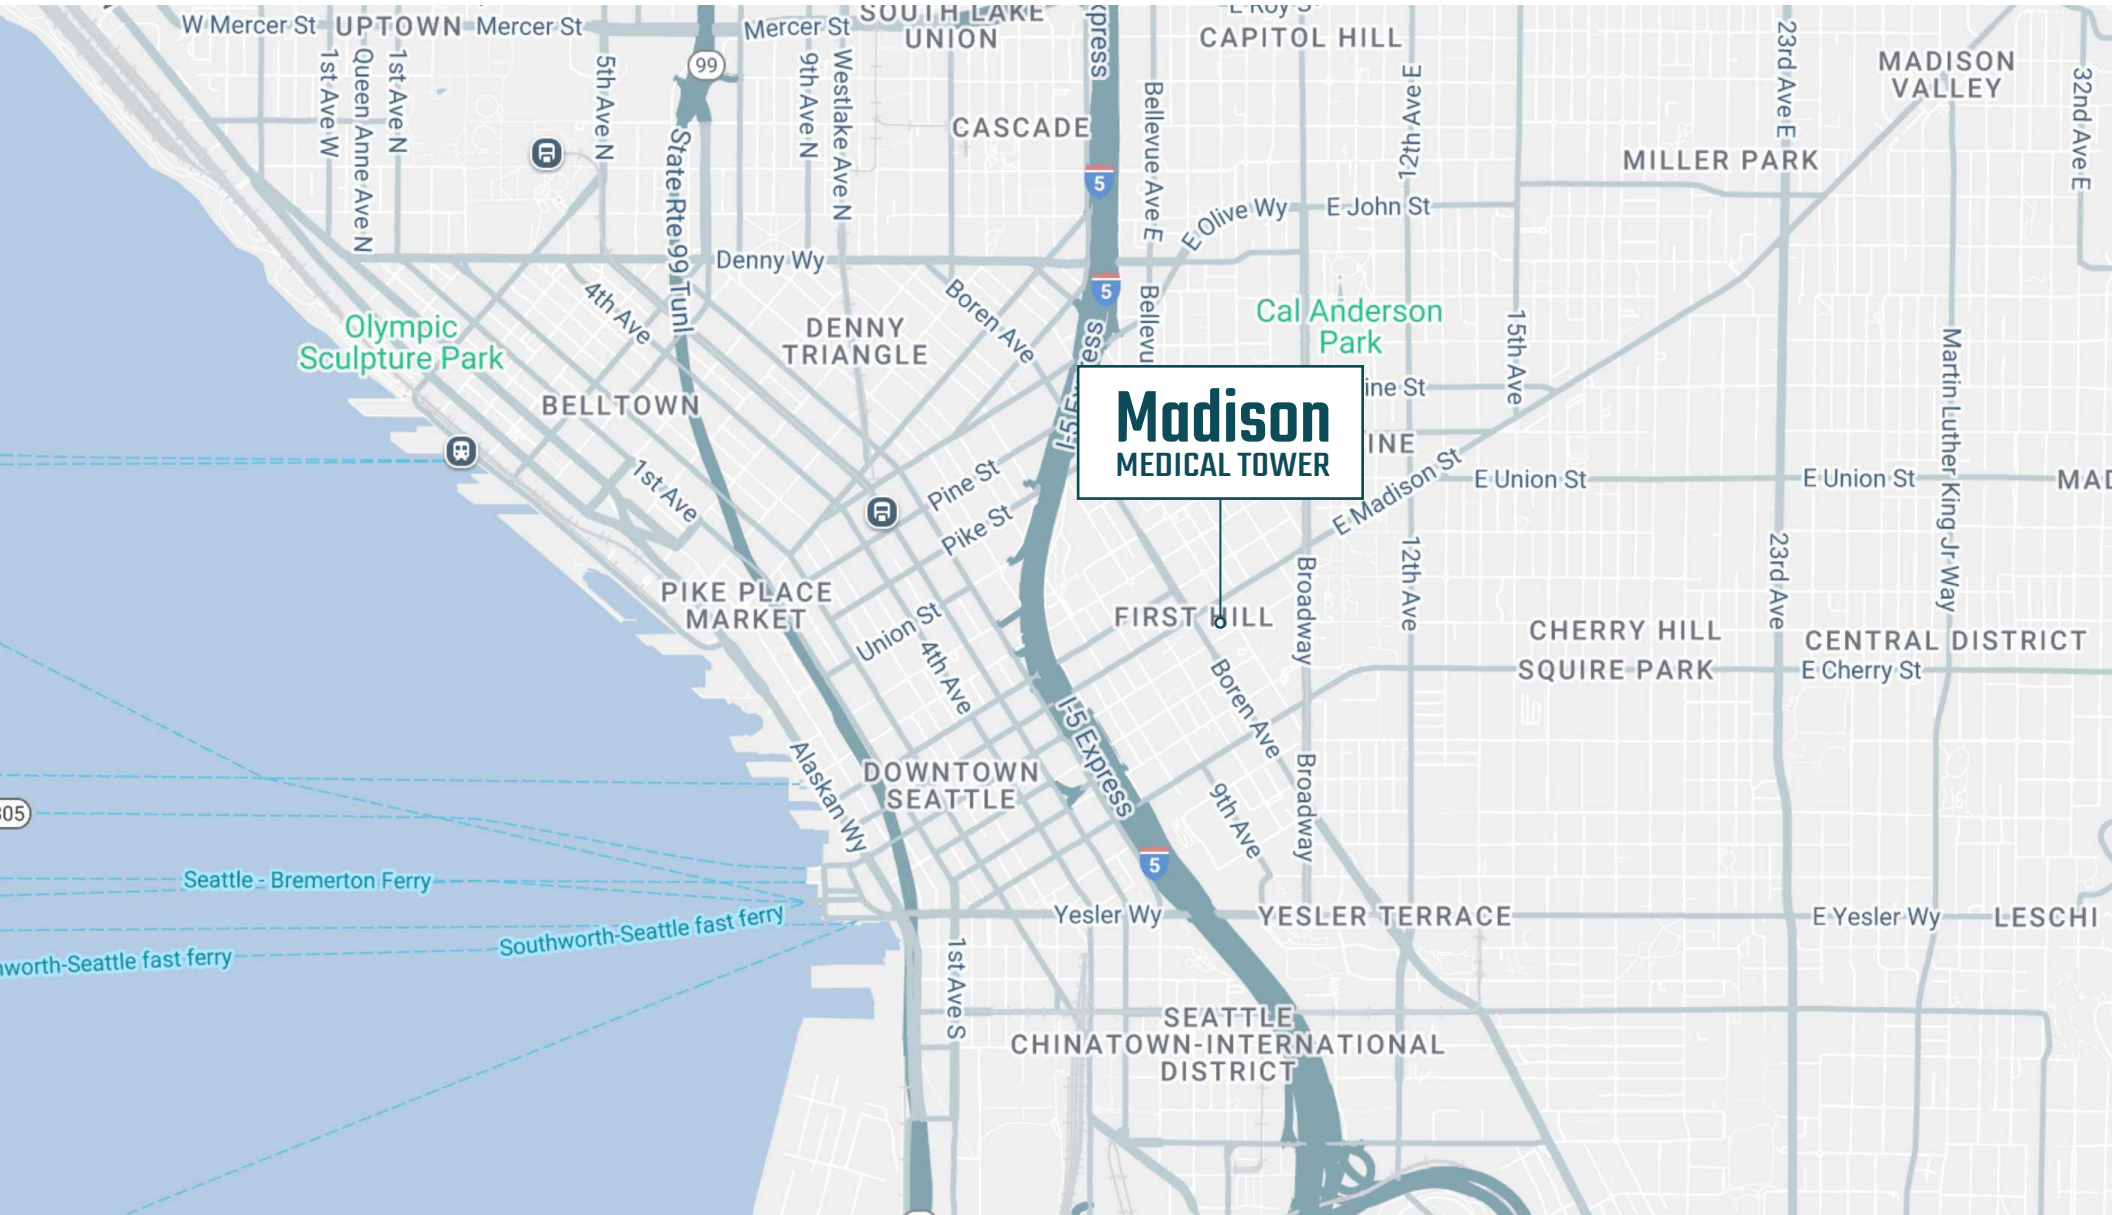 W Mercer St
UPTOWN
Mercer St
Mercer St
SOUTH LAKE
UNION
CAPITOL HILL
MADISON
VALLEY
1st Ave W
Queen Anne Ave N
1st Ave N
5th Ave N
99
State Rte 99 Tunl
9th Ave N
Westlake Ave N
CASCADE
5
Bellevue Ave E
12th Ave E
23rd Ave E
32nd Ave E
MILLER PARK
E Olive Wy
E John St
Denny Wy
5
4th Ave
Boren Ave
Olympic
Sculpture Park
DENNY
TRIANGLE
Cal Anderson
Park
15th Ave
Martin Luther King Jr Way
BELLTOWN
Madison
MEDICAL TOWER
1st Ave
Pine St
Pike St
E Madison St
E Union St
E Union St
PIKE PLACE
MARKET
Union St
4th Ave
FIRST HILL
Broadway
12th Ave
23rd Ave
CHERRY HILL
SQUIRE PARK
CENTRAL DISTRICT
E Cherry St
Boren Ave
I-5 Express
Alaskan Wy
DOWNTOWN
SEATTLE
9th Ave
Broadway
5
Seattle - Bremerton Ferry
Southworth-Seattle fast ferry
Seattle fast ferry
Yesler Wy
YESLER TERRACE
E Yesler Wy
LESCHI
1st Ave S
SEATTLE
CHINATOWN-INTERNATIONAL
DISTRICT